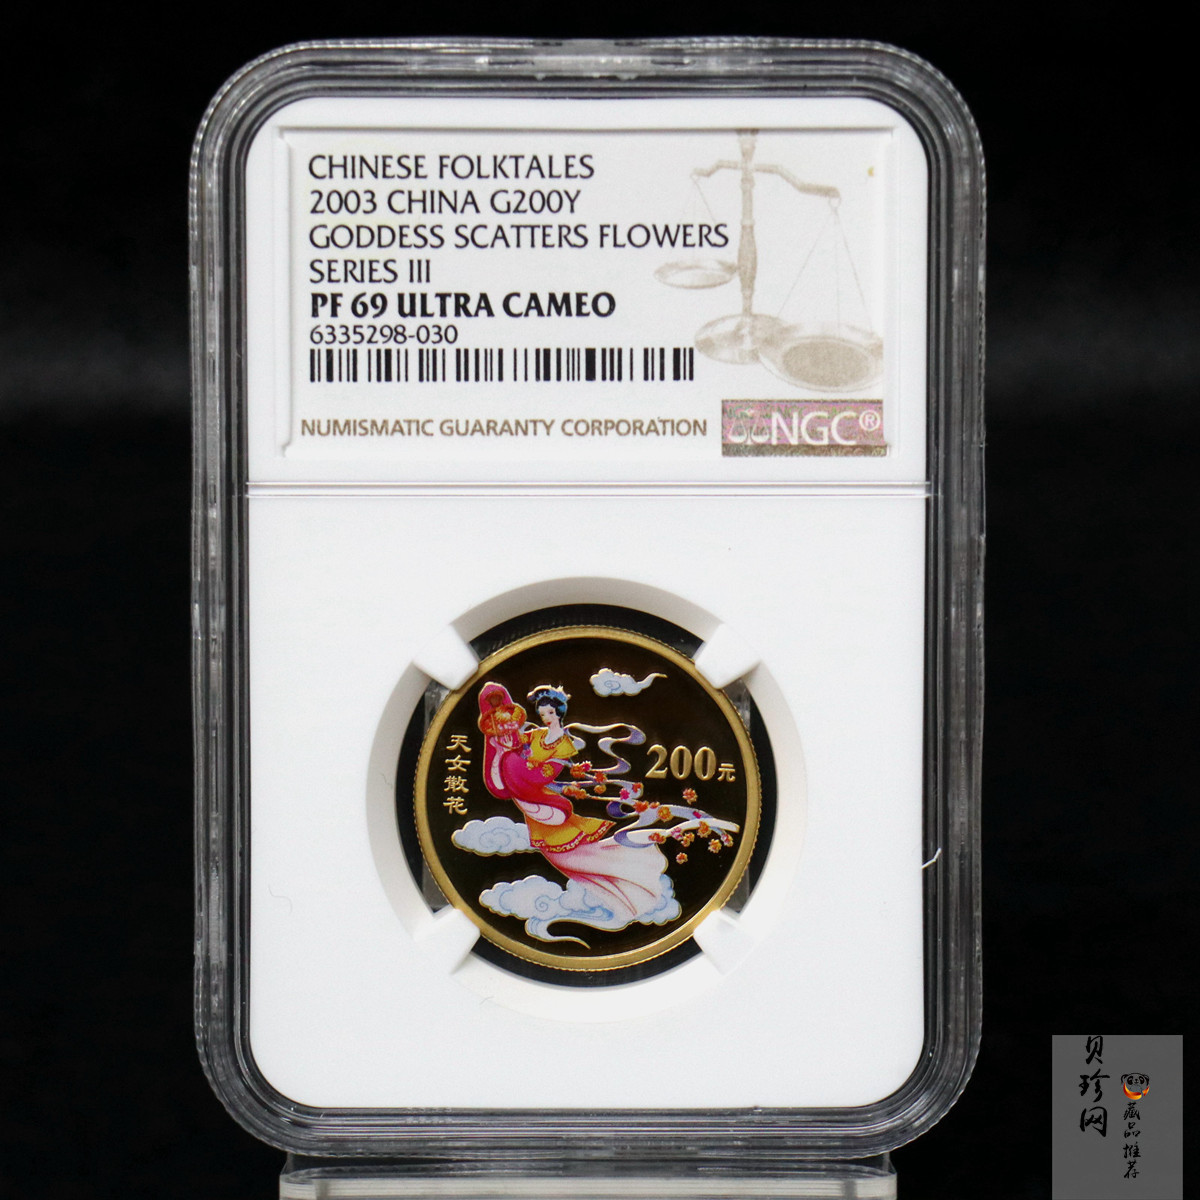 CHINESE FOLKTALES
2003 CHINA G200Y
GODDESS SCATTERS FLOWERS
SERIES III
PF 69 ULTRA CAMEO
6335298-030
NUMISMATIC GUARANTY CORPORATION
NGC®
天女散花
200元
贝珍网
藏品推荐